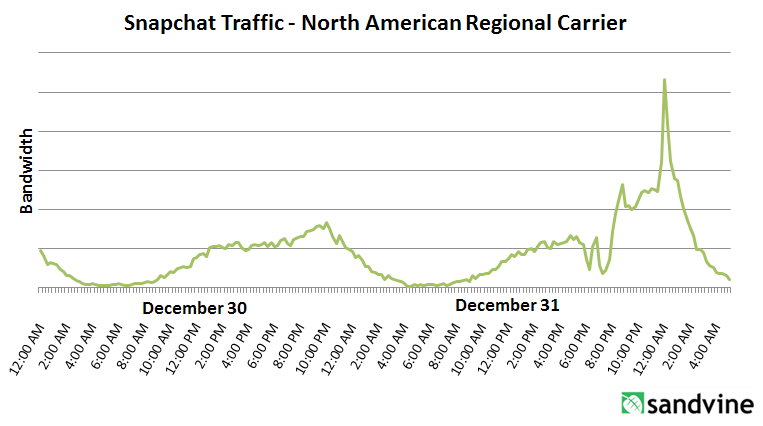 Snapchat Traffic - North American Regional Carrier
Bandwidth
December 30
December 31
12:00 AM
2:00 AM
4:00 AM
6:00 AM
8:00 AM
10:00 AM
12:00 PM
2:00 PM
4:00 PM
6:00 PM
8:00 PM
10:00 PM
12:00 AM
2:00 AM
4:00 AM
6:00 AM
8:00 AM
10:00 AM
12:00 PM
2:00 PM
4:00 PM
6:00 PM
8:00 PM
10:00 PM
12:00 AM
2:00 AM
4:00 AM
sandvine